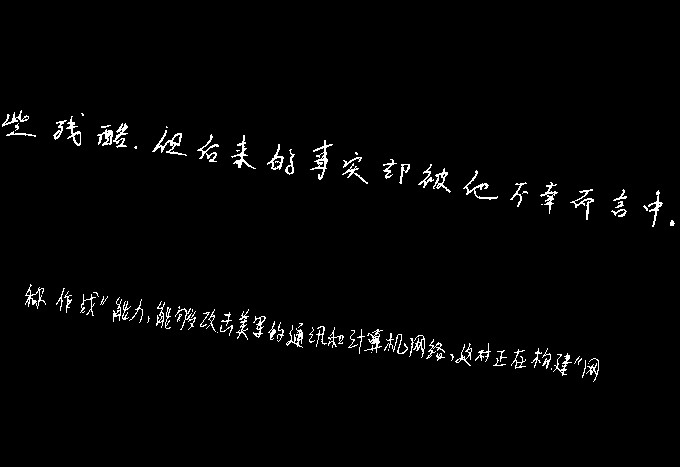 些残酷.但后来的事实却被他不幸而言中。
称作战"能力,能够攻击美军的通讯和计算机网络,这对正在构建"网